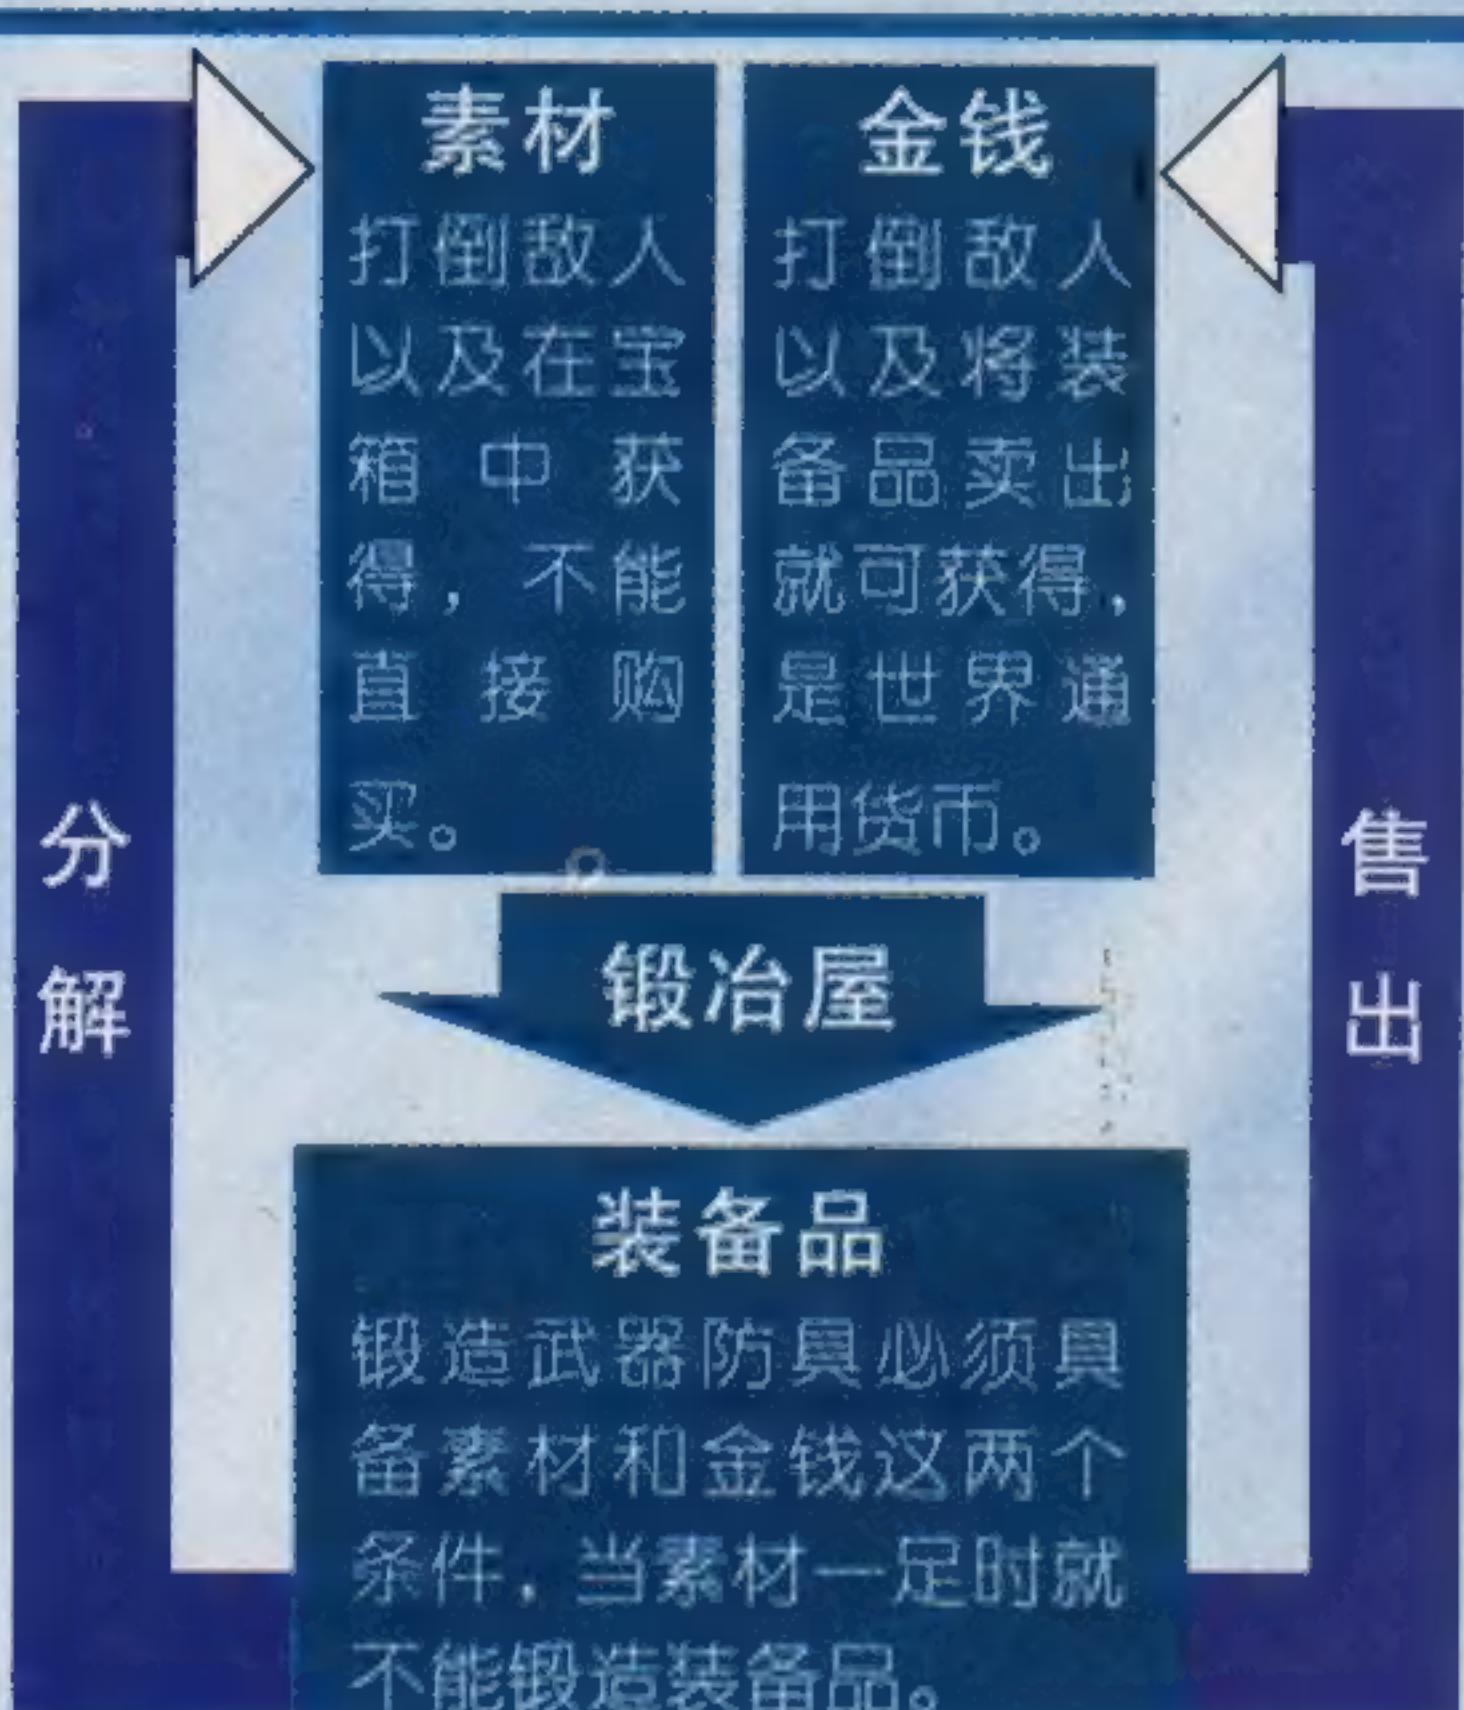 素材
打倒敌人
以及在宝
箱中获
得，不能
直接购
买。
金钱
打倒敌人
以及将装
备品卖出
就可获得，
是世界通
用货币。
分
解
售
出
锻冶屋
装备品
锻造武器防具必须具
备素材和金钱这两个
条件，当素材一足时就
不能锻造装备品。